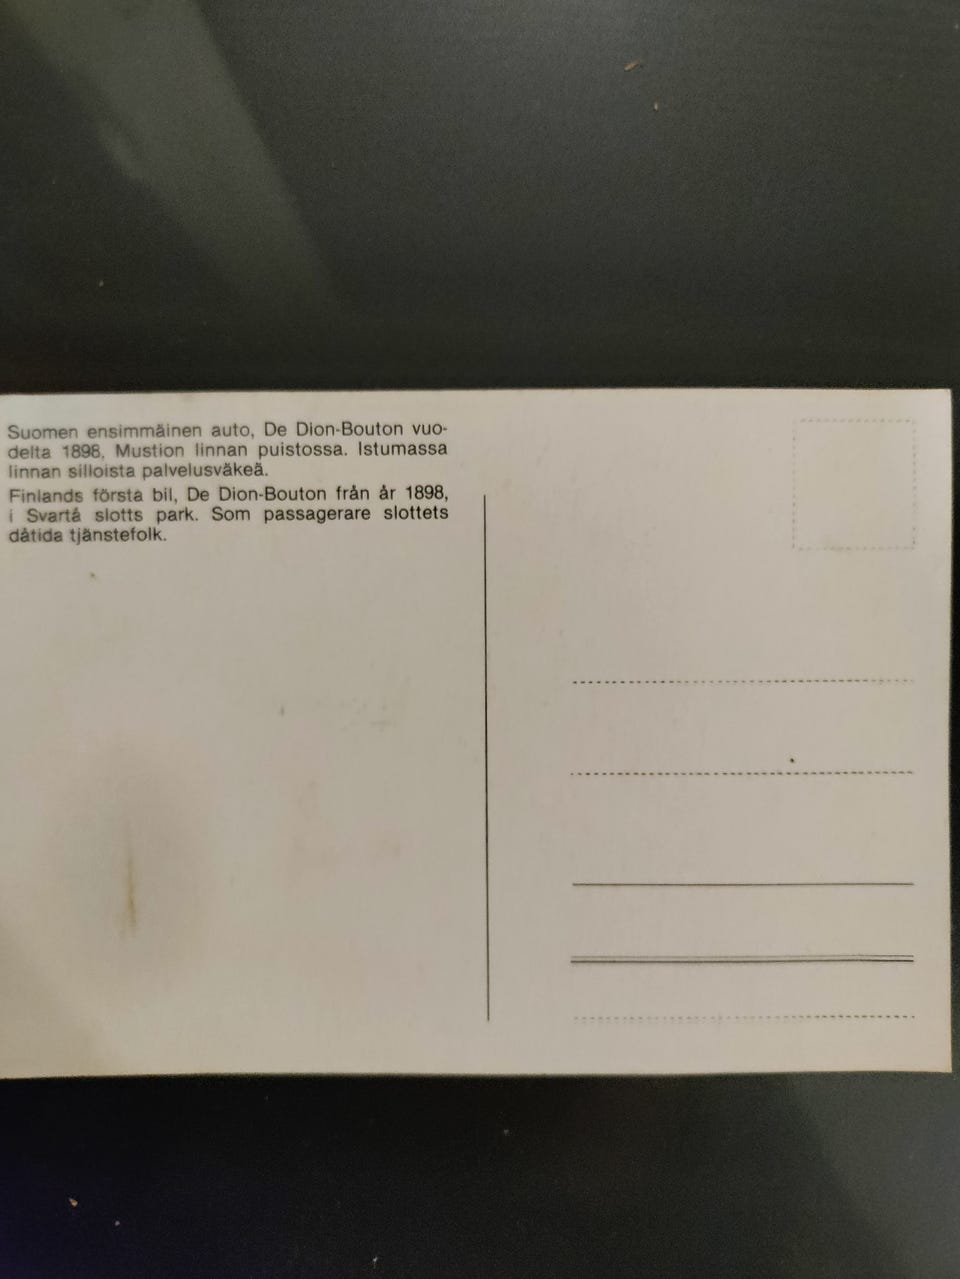 Suomen ensimmäinen auto, De Dion-Bouton vuo-
delta 1898, Mustion linnan puistossa. Istumassa
linnan silloista palvelusväkeä.
Finlands första bil, De Dion-Bouton från år 1898,
i Svartå slotts park. Som passagerare slottets
dåtida tjänstefolk.